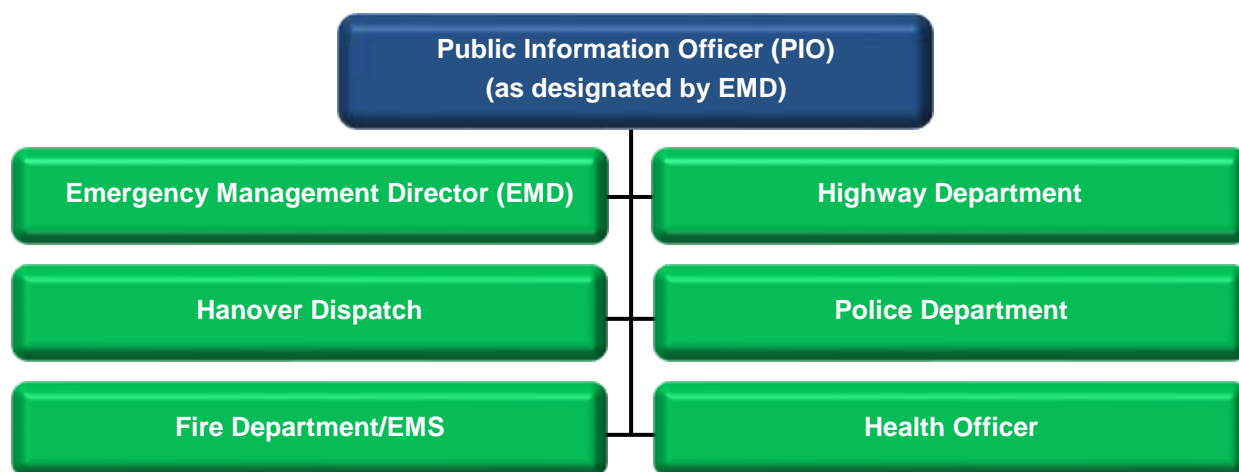 Public Information Officer (PIO)
(as designated by EMD)
Emergency Management Director (EMD)
Highway Department
Hanover Dispatch
Police Department
Fire Department/EMS
Health Officer